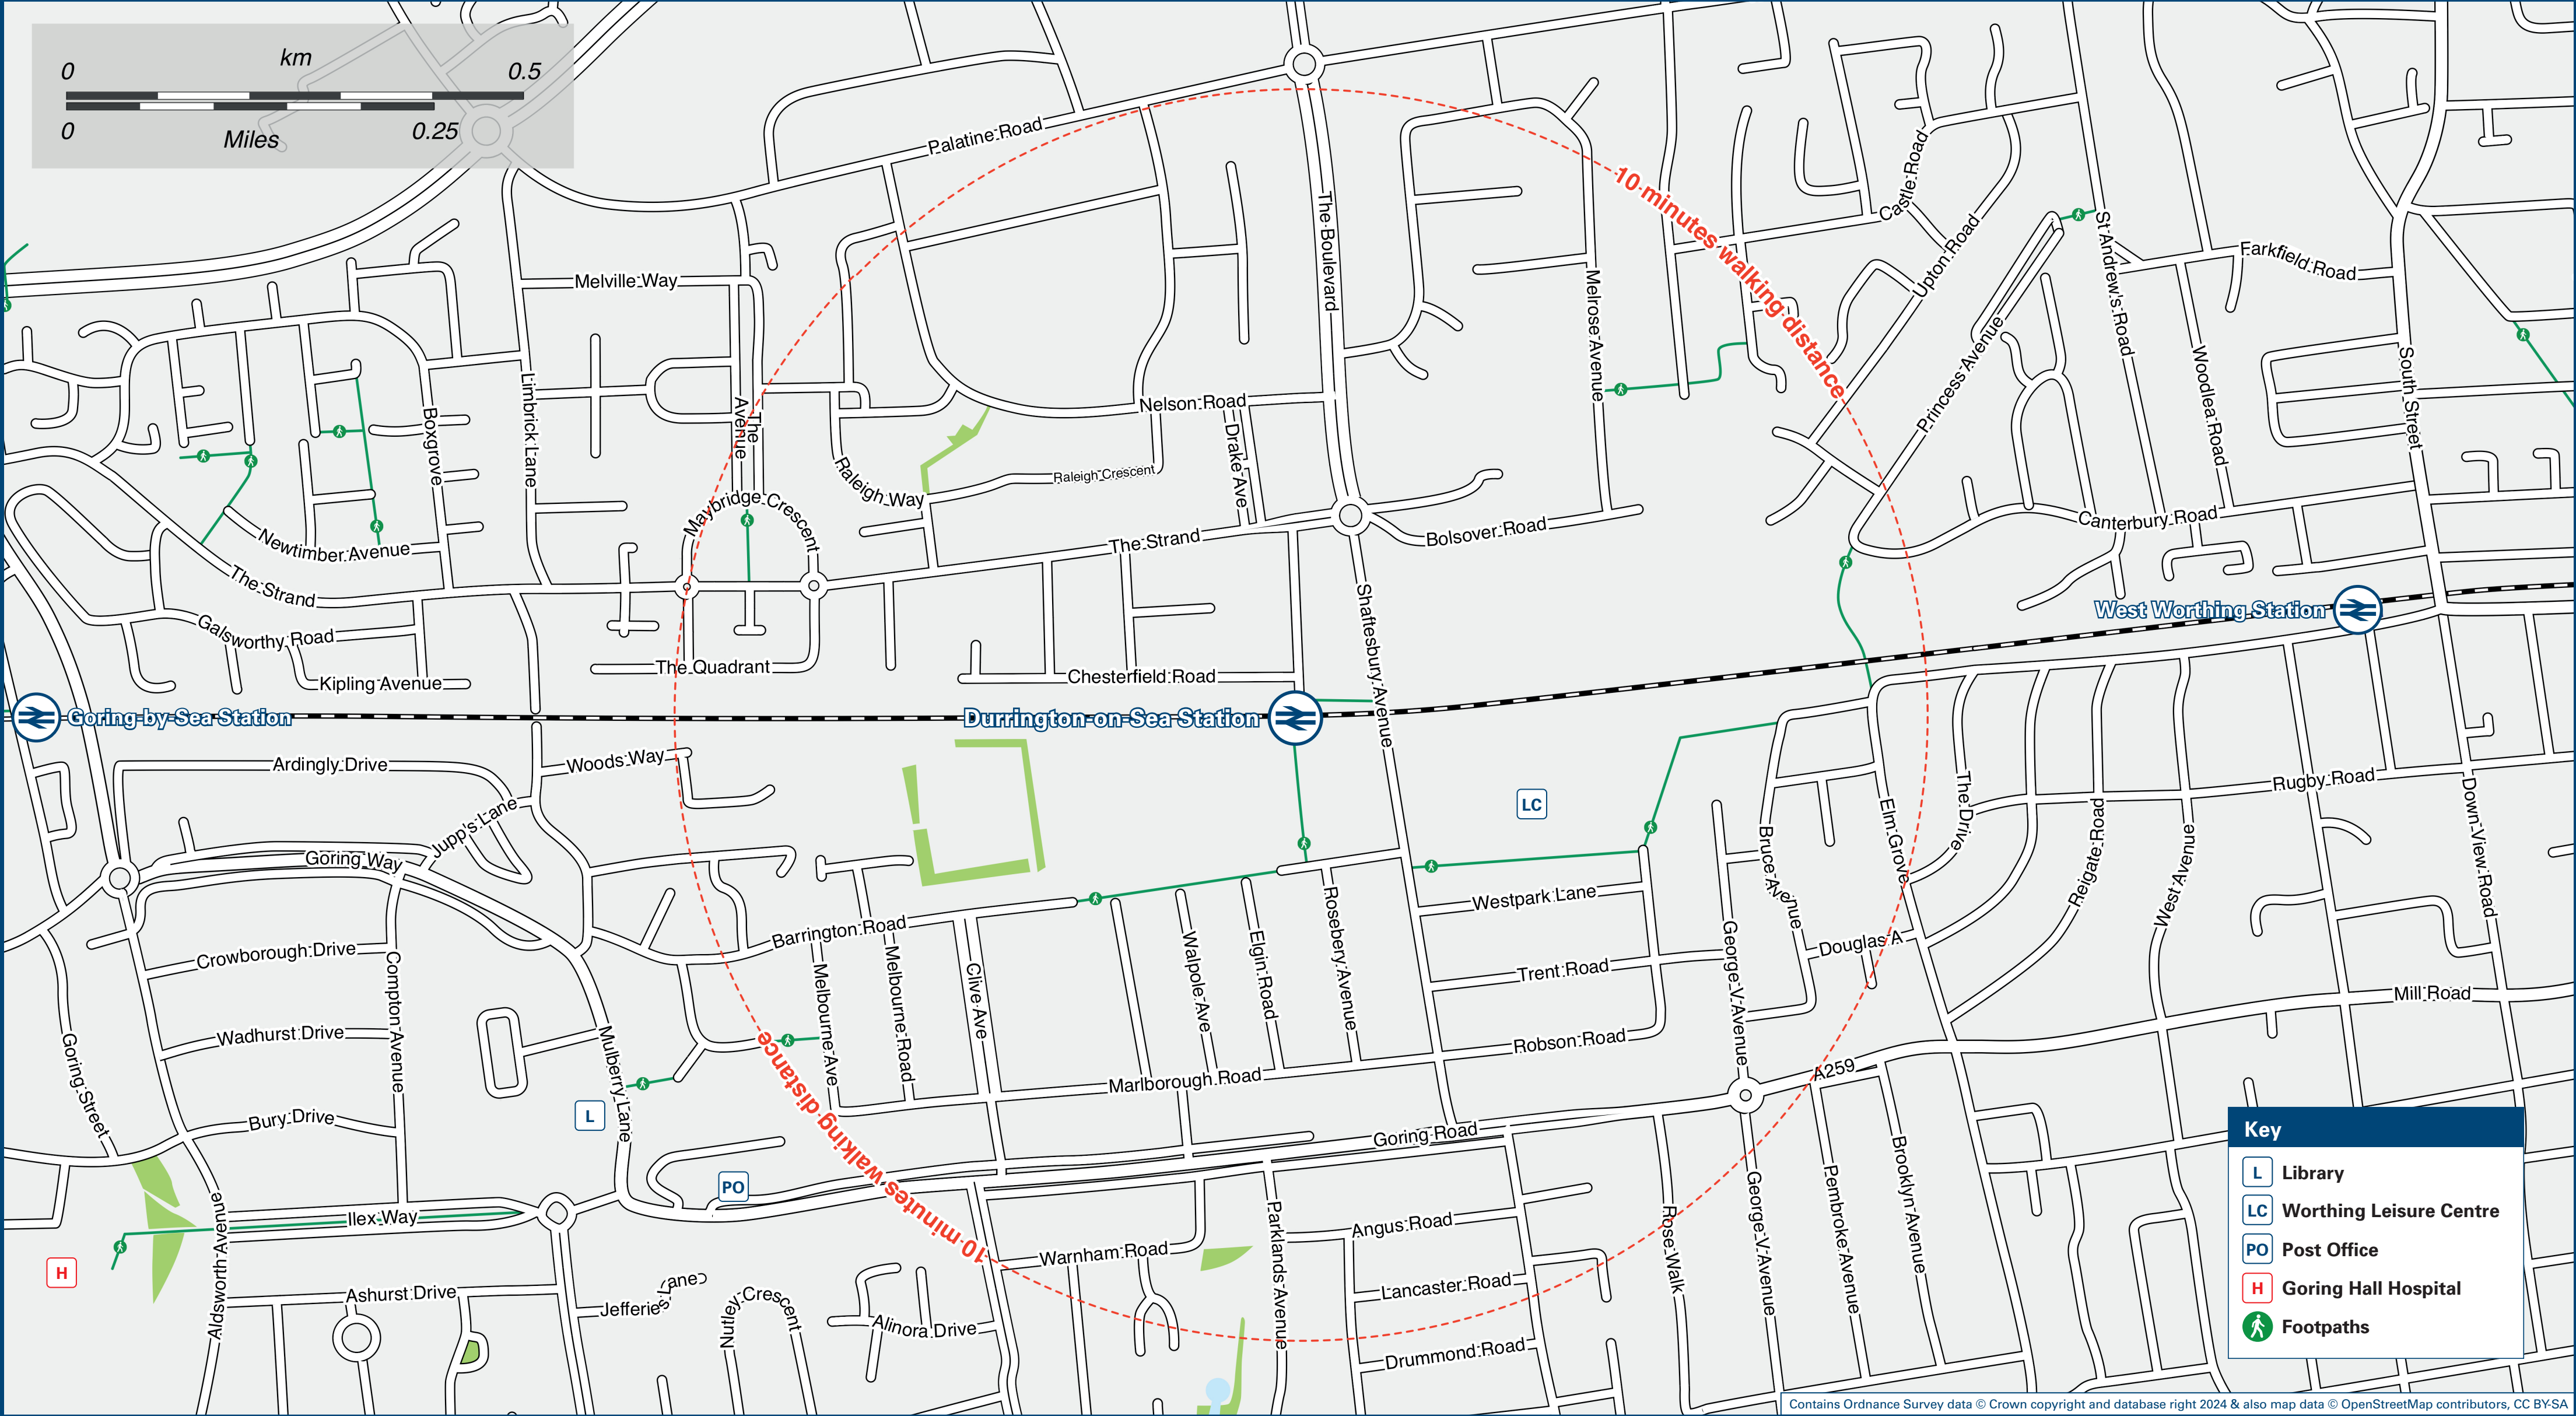 km
0 0.5
0 0.25
Miles
Palatine Road
The Boulevard
10 minutes walking distance
Castle Road
Upton Road
St Andrew's Road
Farkfield Road
Melville Way
Melrose Avenue
Princess Avenue
Woodlea Road
South Street
Limbrick Lane
Boxgrove
The
Avenue
Nelson Road
Drake Ave
Raleigh Way
Raleigh Crescent
Maybridge Crescent
Newtimber Avenue
The Strand
The Strand
Bolsover Road
Canterbury Road
Galsworthy Road
Kipling Avenue
The Quadrant
Chesterfield Road
Shaftesbury Avenue
West Worthing Station
Goring-by-Sea Station
Durrington-on-Sea Station
Ardingly Drive
Woods Way
Jupp's Lane
Goring Way
LC
Bruce Avenue
Elm Grove
The Drive
Reigate Road
West Avenue
Rugby Road
Down View Road
Westpark Lane
Barrington Road
Crowborough Drive
Compton Avenue
Melbourne Ave
Melbourne Road
Clive Ave
Walpole Ave
Elgin Road
Rosebery Avenue
Trent Road
George V Avenue
Douglas A
Mill Road
Wadhurst Drive
Goring Street
Mulberry Lane
Robson Road
Marlborough Road
A259
Bury Drive
L
10 minutes walking distance
Goring Road
PO
Ilex Way
H
Aldsworth Avenue
Ashurst Drive
Jefferies Lane
Nutley Crescent
Alinora Drive
Warnham Road
Parklands Avenue
Angus Road
Lancaster Road
Drummond Road
Rose Walk
George V Avenue
Pembroke Avenue
Brooklyn Avenue
Key
L Library
LC Worthing Leisure Centre
PO Post Office
H Goring Hall Hospital
Footpaths
Contains Ordnance Survey data © Crown copyright and database right 2024 & also map data © OpenStreetMap contributors, CC BY-SA